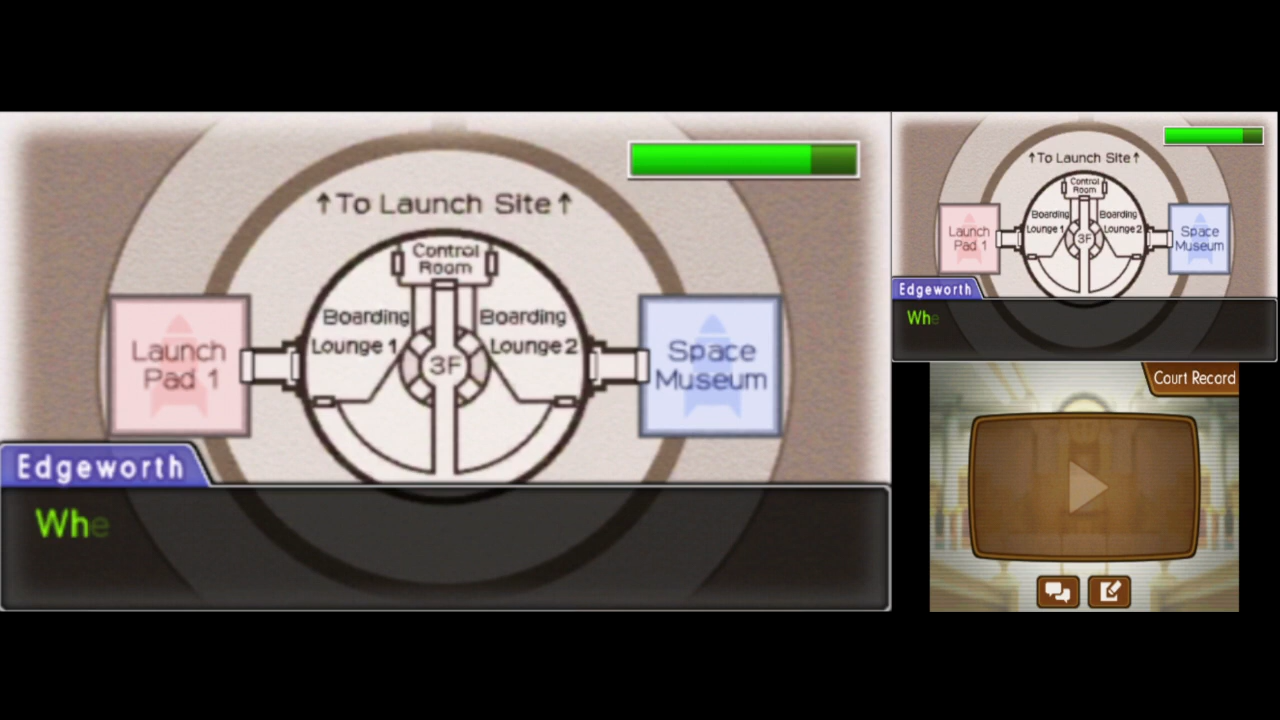 ↑To Launch Site↑
Control
Room
Boarding
Lounge 1
Boarding
Lounge 2
3F
Launch
Pad 1
Space
Museum
Edgeworth
Whe
↑To Launch Site↑
Control
Room
Boarding
Lounge 1
Boarding
Lounge 2
3F
Launch
Pad 1
Space
Museum
Edgeworth
Whe
Court Record